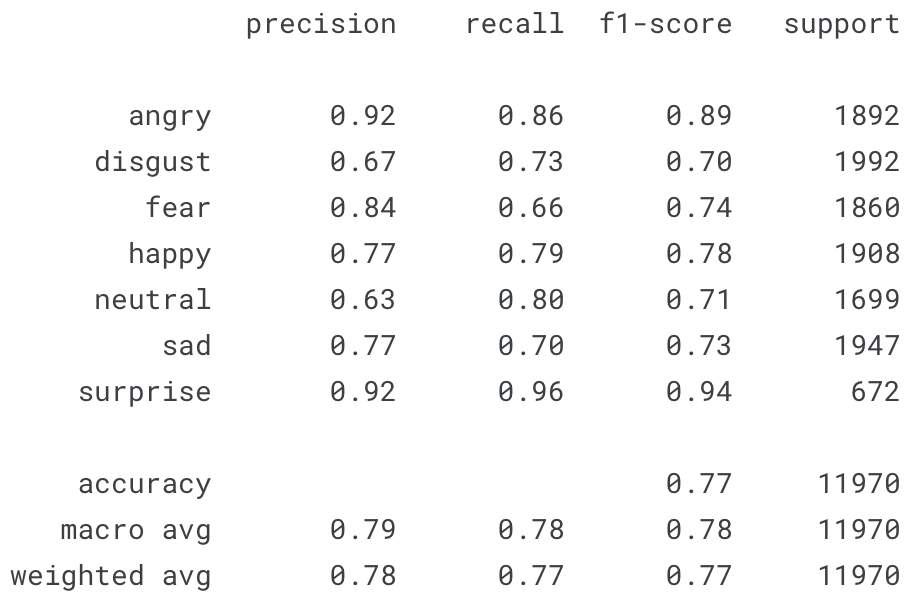 precision recall f1-score support
angry 0.92 0.86 0.89 1892
disgust 0.67 0.73 0.70 1992
fear 0.84 0.66 0.74 1860
happy 0.77 0.79 0.78 1908
neutral 0.63 0.80 0.71 1699
sad 0.77 0.70 0.73 1947
surprise 0.92 0.96 0.94 672
accuracy 0.77 11970
macro avg 0.79 0.78 0.78 11970
weighted avg 0.78 0.77 0.77 11970